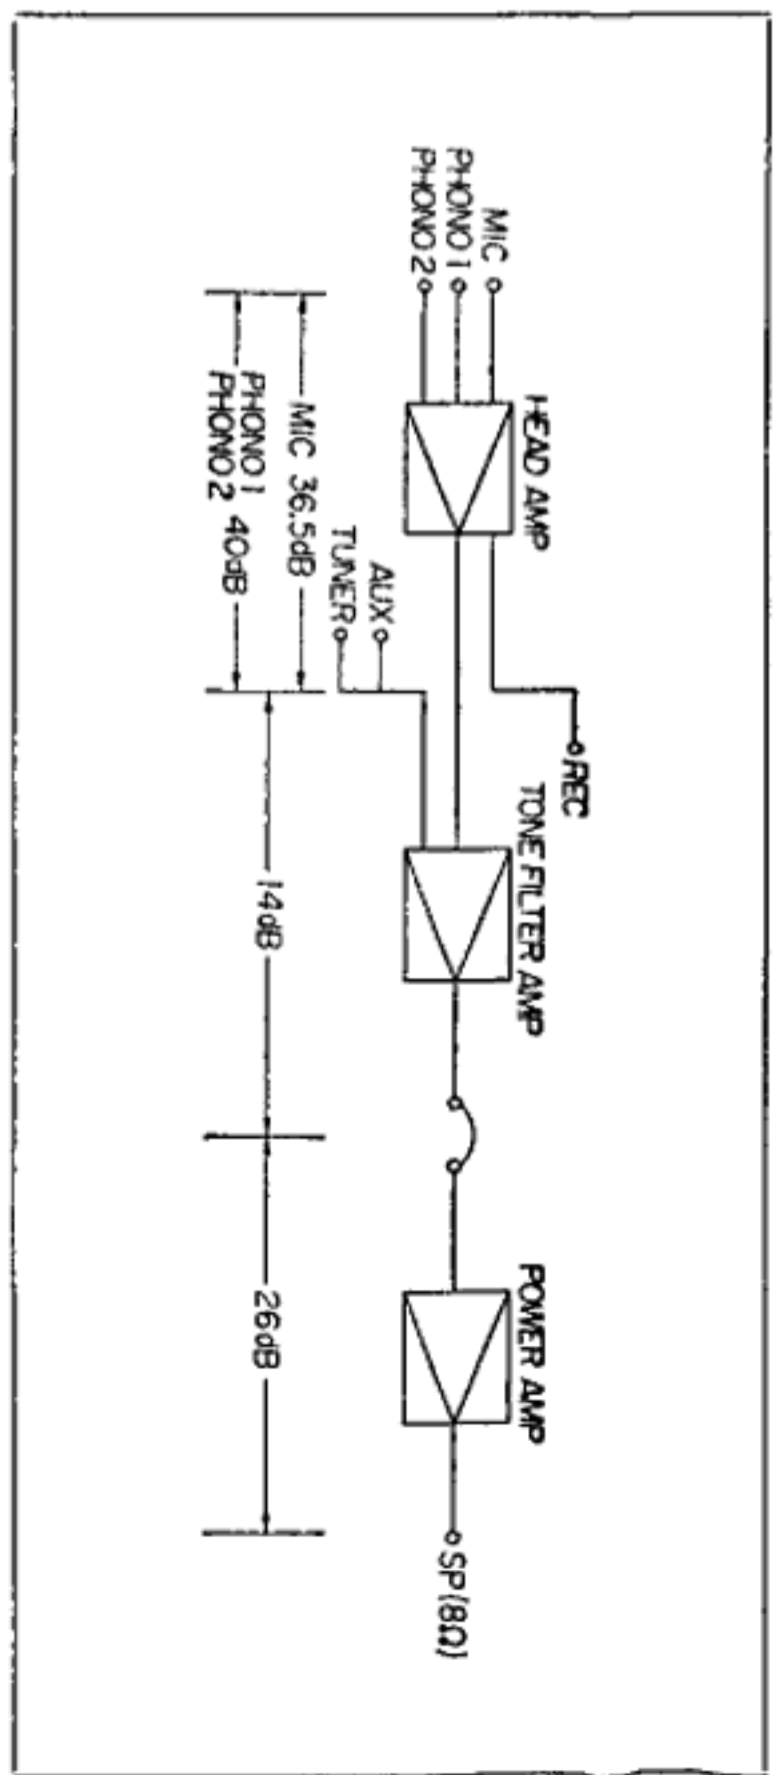 HEAD AMP
TONE FILTER AMP
POWER AMP
REC
MIC
PHONO 1
PHONO 2
SP(8Ω)
AUX
TUNER
MIC 36.5dB
PHONO 1
PHONO 2 40dB
14dB
26dB